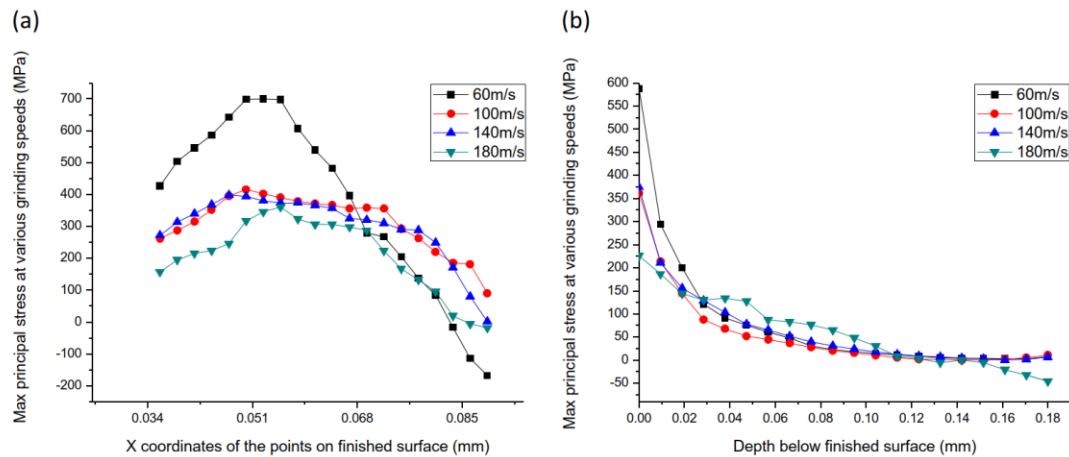 (a)
Max principal stress at various grinding speeds (MPa)
700
600
500
400
300
200
100
0
-100
-200
0.034
0.051
0.068
0.085
X coordinates of the points on finished surface (mm)
60m/s
100m/s
140m/s
180m/s
(b)
Max principal stress at various grinding speeds (MPa)
600
550
500
450
400
350
300
250
200
150
100
50
0
-50
0.00
0.02
0.04
0.06
0.08
0.10
0.12
0.14
0.16
0.18
Depth below finished surface (mm)
60m/s
100m/s
140m/s
180m/s